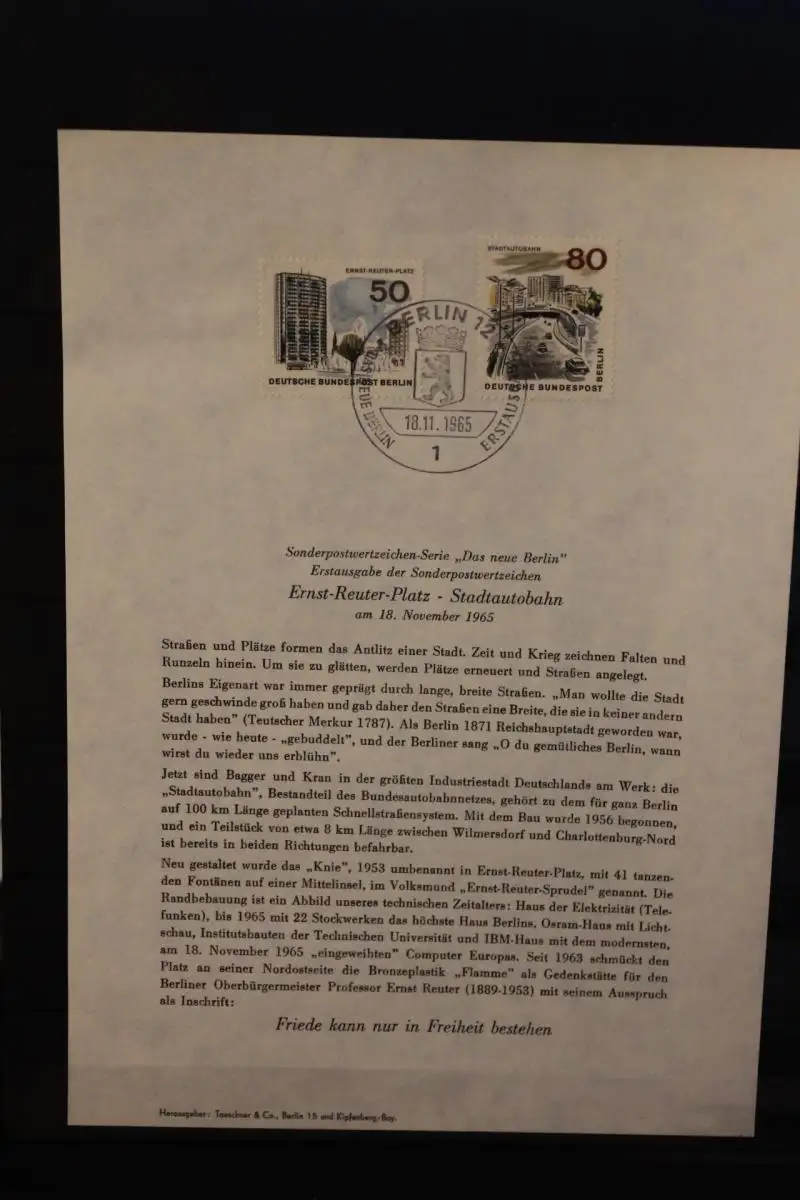 ERNST-REUTER-PLATZ
50
DEUTSCHE BUNDESPOST BERLIN
STADTAUTOBAHN
80
BERLIN
DEUTSCHE BUNDESPOST
BERLIN 12
DAS NEUE BERLIN
18.11.1965
1
Sonderpostwertzeichen-Serie „Das neue Berlin”
Erstausgabe der Sonderpostwertzeichen
Ernst-Reuter-Platz - Stadtautobahn
am 18. November 1965
Straßen und Plätze formen das Antlitz einer Stadt. Zeit und Krieg zeichnen Falten und
Runzeln hinein. Um sie zu glätten, werden Plätze erneuert und Straßen angelegt.
Berlins Eigenart war immer geprägt durch lange, breite Straßen. „Man wollte die Stadt
gern geschwinde groß haben und gab daher den Straßen eine Breite, die sie in keiner andern
Stadt haben” (Teutscher Merkur 1787). Als Berlin 1871 Reichshauptstadt geworden war,
wurde - wie heute - „gebuddelt”, und der Berliner sang „O du gemütliches Berlin, wann
wirst du wieder uns erblühn”.
Jetzt sind Bagger und Kran in der größten Industriestadt Deutschlands am Werk: die
„Stadtautobahn”, Bestandteil des Bundesautobahnnetzes, gehört zu dem für ganz Berlin
auf 100 km Länge geplanten Schnellstraßensystem. Mit dem Bau wurde 1956 begonnen,
und ein Teilstück von etwa 8 km Länge zwischen Wilmersdorf und Charlottenburg-Nord
ist bereits in beiden Richtungen befahrbar.
Neu gestaltet wurde das „Knie”, 1953 umbenannt in Ernst-Reuter-Platz, mit 41 tanzen-
den Fontänen auf einer Mittelinsel, im Volksmund „Ernst-Reuter-Sprudel” genannt. Die
Randbebauung ist ein Abbild unseres technischen Zeitalters: Haus der Elektrizität (Tele-
funken), bis 1965 mit 22 Stockwerken das höchste Haus Berlins, Osram-Haus mit Licht-
schau, Institutsbauten der Technischen Universität und IBM-Haus mit dem modernsten,
am 18. November 1965 „eingeweihten” Computer Europas. Seit 1963 schmückt den
Platz an seiner Nordostseite die Bronzeplastik „Flamme” als Gedenkstätte für den
Berliner Oberbürgermeister Professor Ernst Reuter (1889-1953) mit seinem Ausspruch
als Inschrift:
Friede kann nur in Freiheit bestehen
Herausgeber: Taeschner & Co., Berlin 15 und Kipfenberg-Bay.